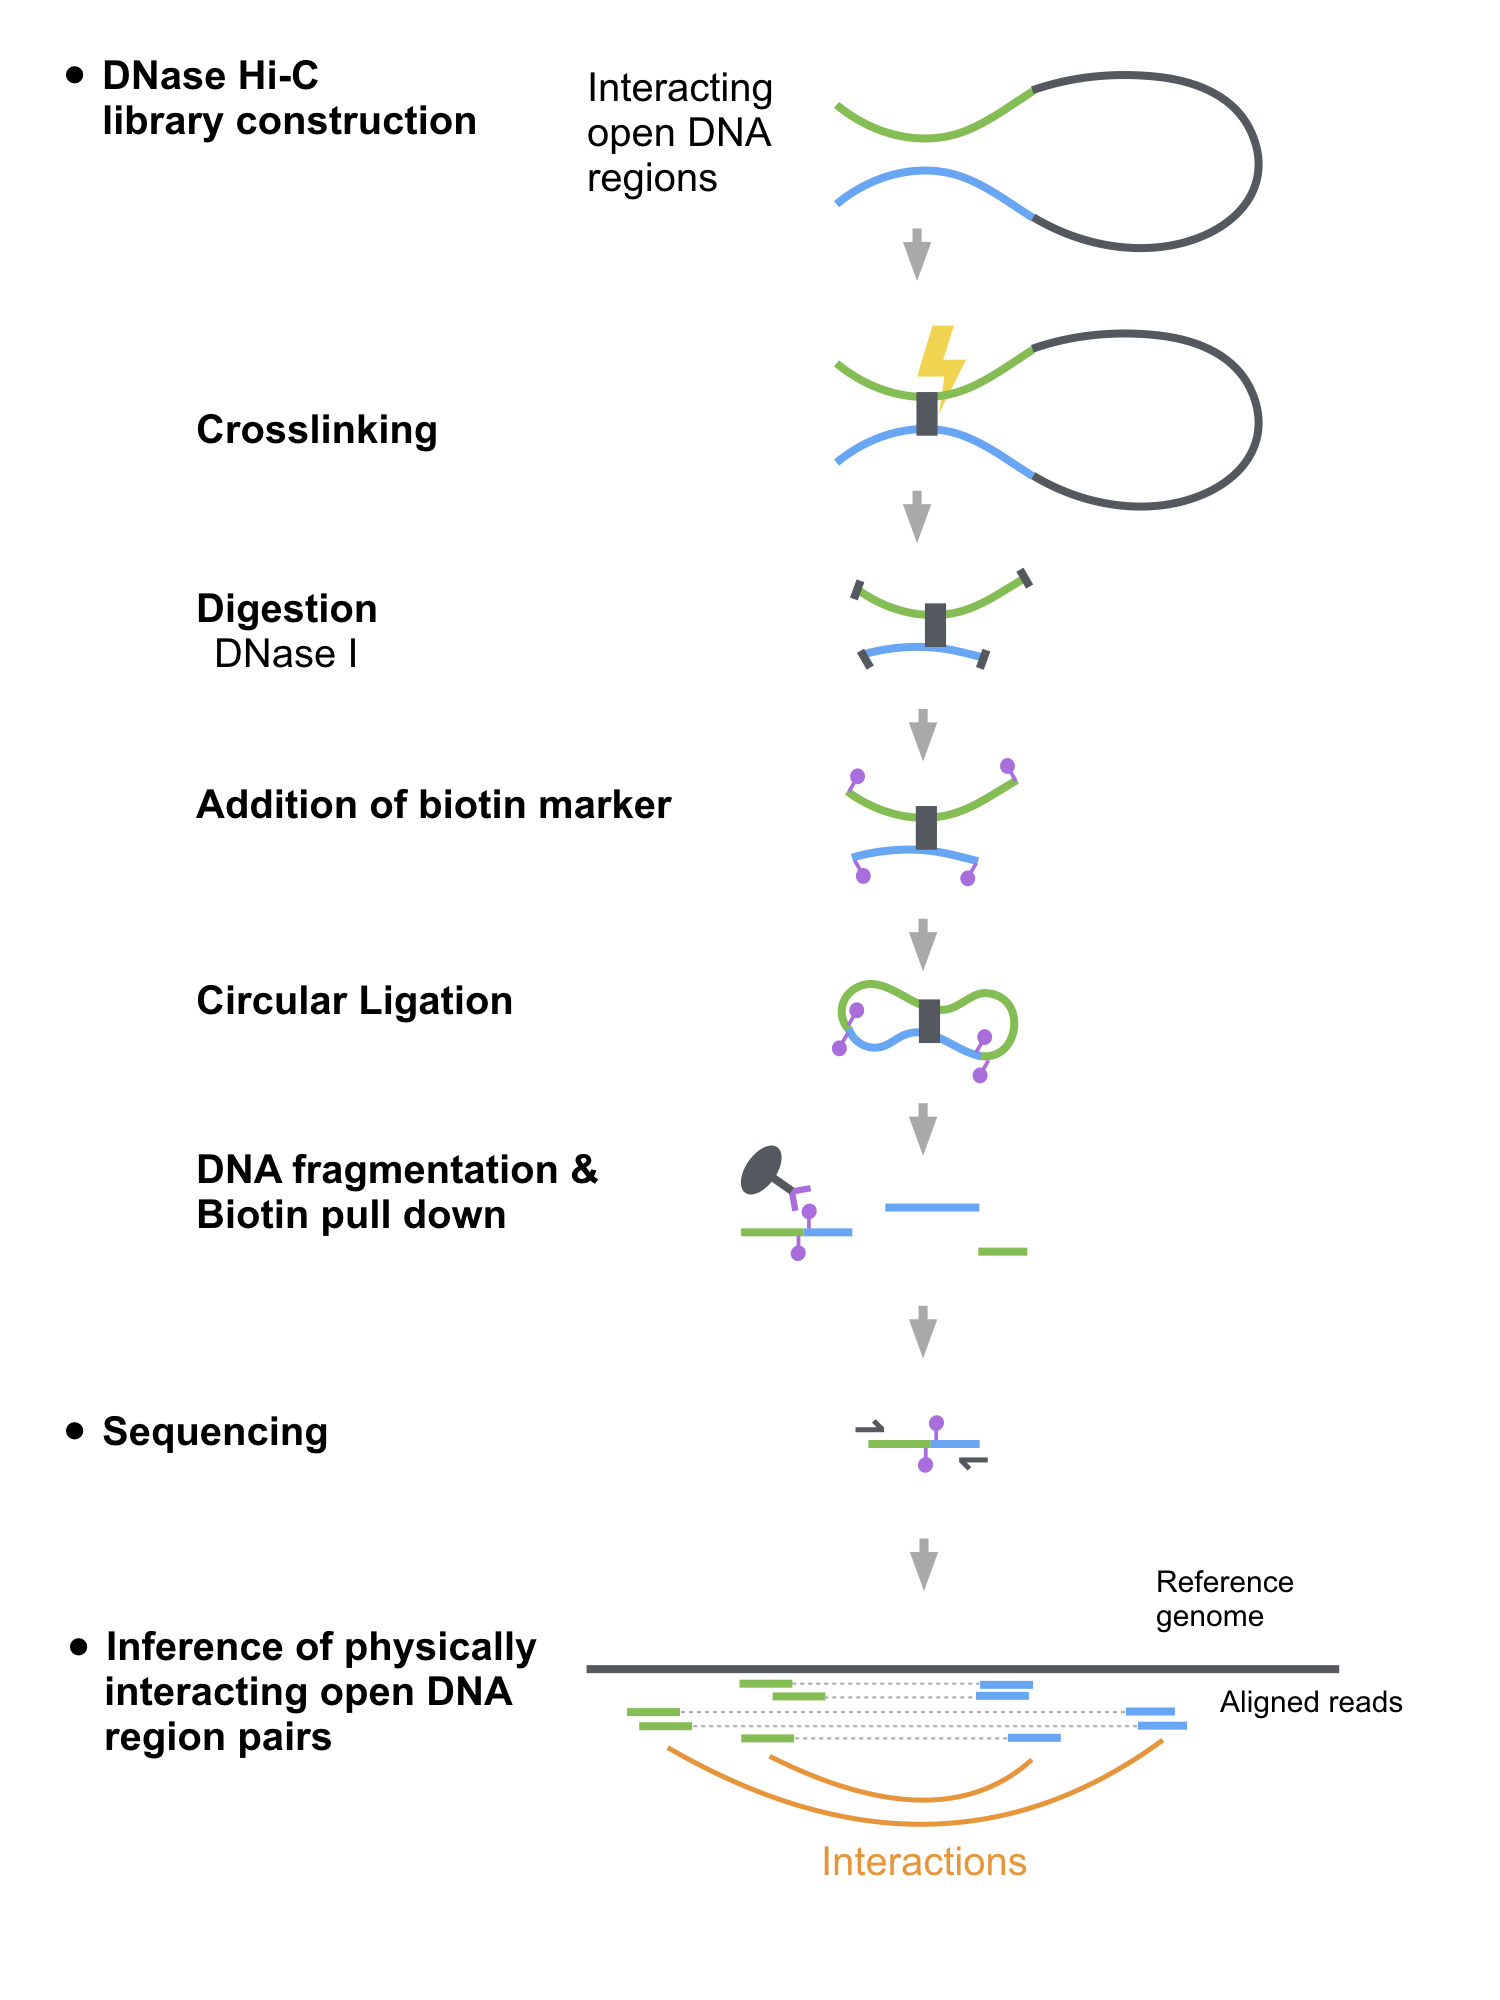 • DNase Hi-C
library construction
Interacting
open DNA
regions
Crosslinking
Digestion
DNase I
Addition of biotin marker
Circular Ligation
DNA fragmentation &
Biotin pull down
• Sequencing
Reference
genome
• Inference of physically
interacting open DNA
region pairs
Aligned reads
Interactions